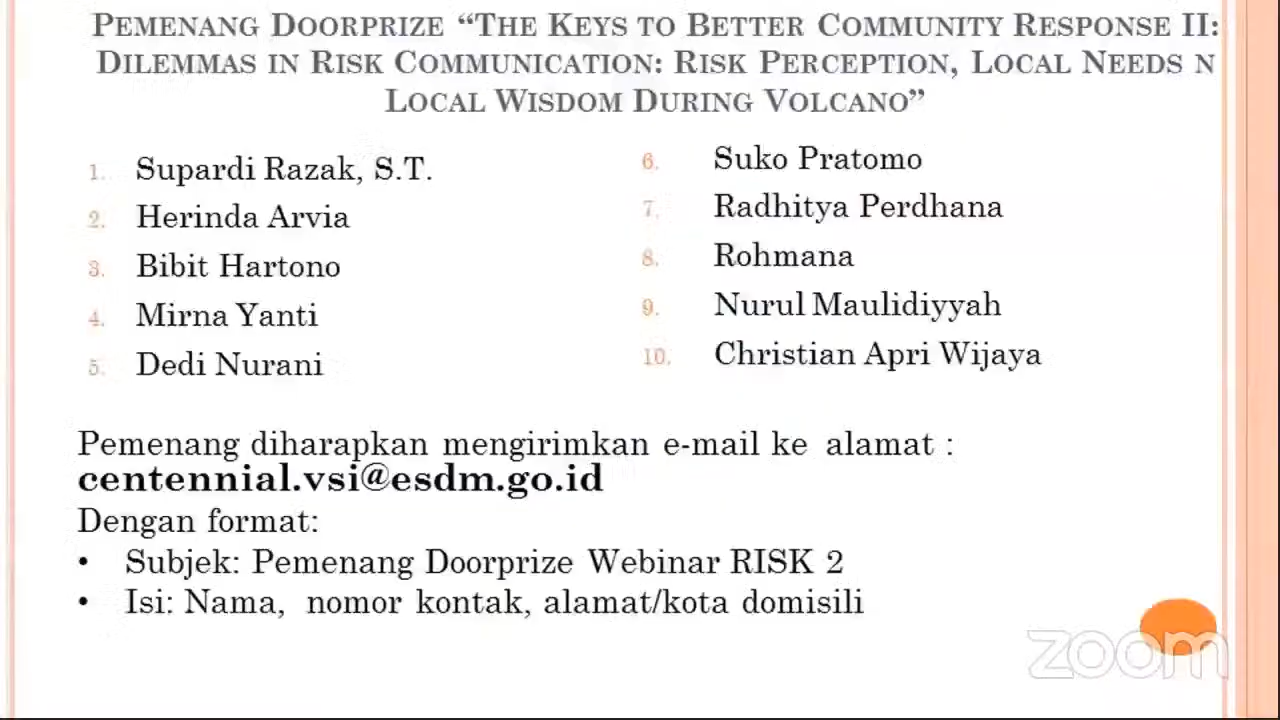 PEMENANG DOORPRIZE “THE KEYS TO BETTER COMMUNITY RESPONSE II:
DILEMMAS IN RISK COMMUNICATION: RISK PERCEPTION, LOCAL NEEDS N
LOCAL WISDOM DURING VOLCANO”
1. Supardi Razak, S.T.
2. Herinda Arvia
3. Bibit Hartono
4. Mirna Yanti
5. Dedi Nurani
6. Suko Pratomo
7. Radhitya Perdhana
8. Rohmana
9. Nurul Maulidiyyah
10. Christian Apri Wijaya
Pemenang diharapkan mengirimkan e-mail ke alamat :
centennial.vsi@esdm.go.id
Dengan format:
• Subjek: Pemenang Doorprize Webinar RISK 2
• Isi: Nama, nomor kontak, alamat/kota domisili
zoom